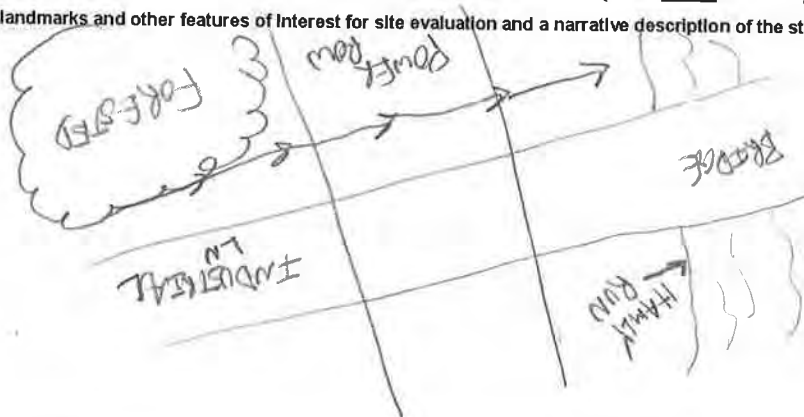 landmarks and other features of interest for site evaluation and a narrative description of the st
FORESTED
POWER
ROW
BRIDGE
INDUSTRIAL
LN
HAMLY
RUN